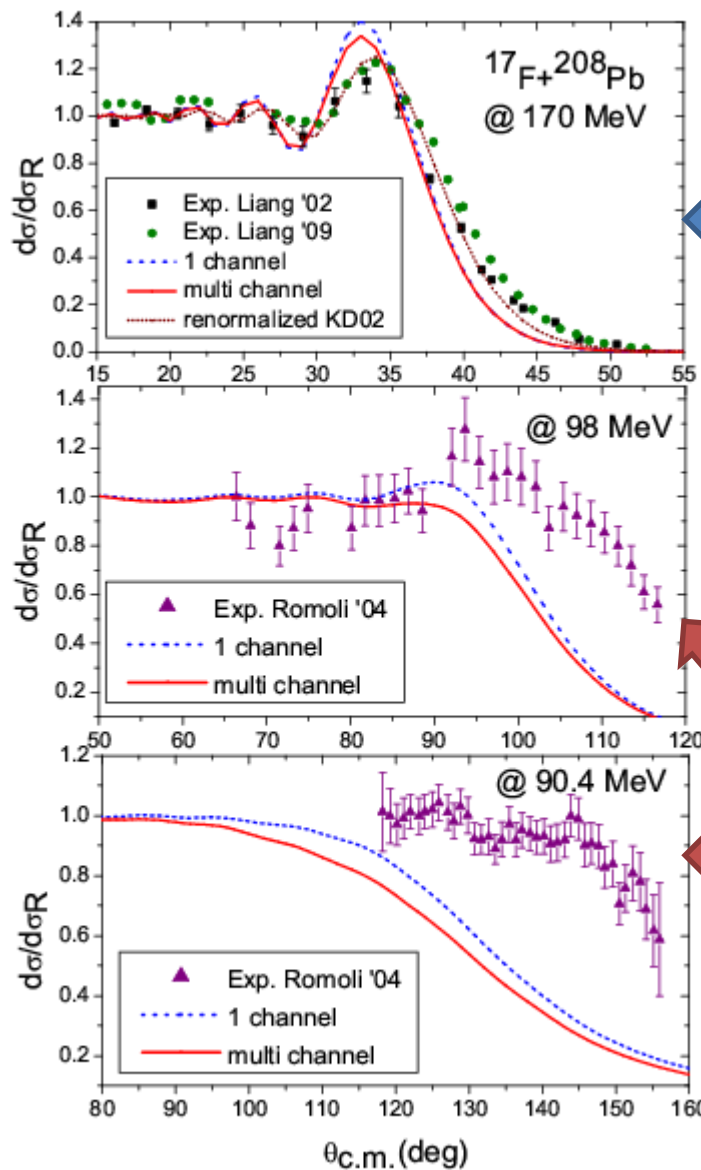 1.4
1.2
1.0
0.8
0.6
0.4
0.2
0.0
dσ/dσR
17F+208Pb
@ 170 MeV
Exp. Liang '02
Exp. Liang '09
1 channel
multi channel
renormalized KD02
15 20 25 30 35 40 45 50 55
1.4
1.2
1.0
0.8
0.6
0.4
0.2
dσ/dσR
@ 98 MeV
Exp. Romoli '04
1 channel
multi channel
50 60 70 80 90 100 110 120
1.2
1.0
0.8
0.6
0.4
0.2
dσ/dσR
@ 90.4 MeV
Exp. Romoli '04
1 channel
multi channel
80 90 100 110 120 130 140 150 160
θc.m.(deg)